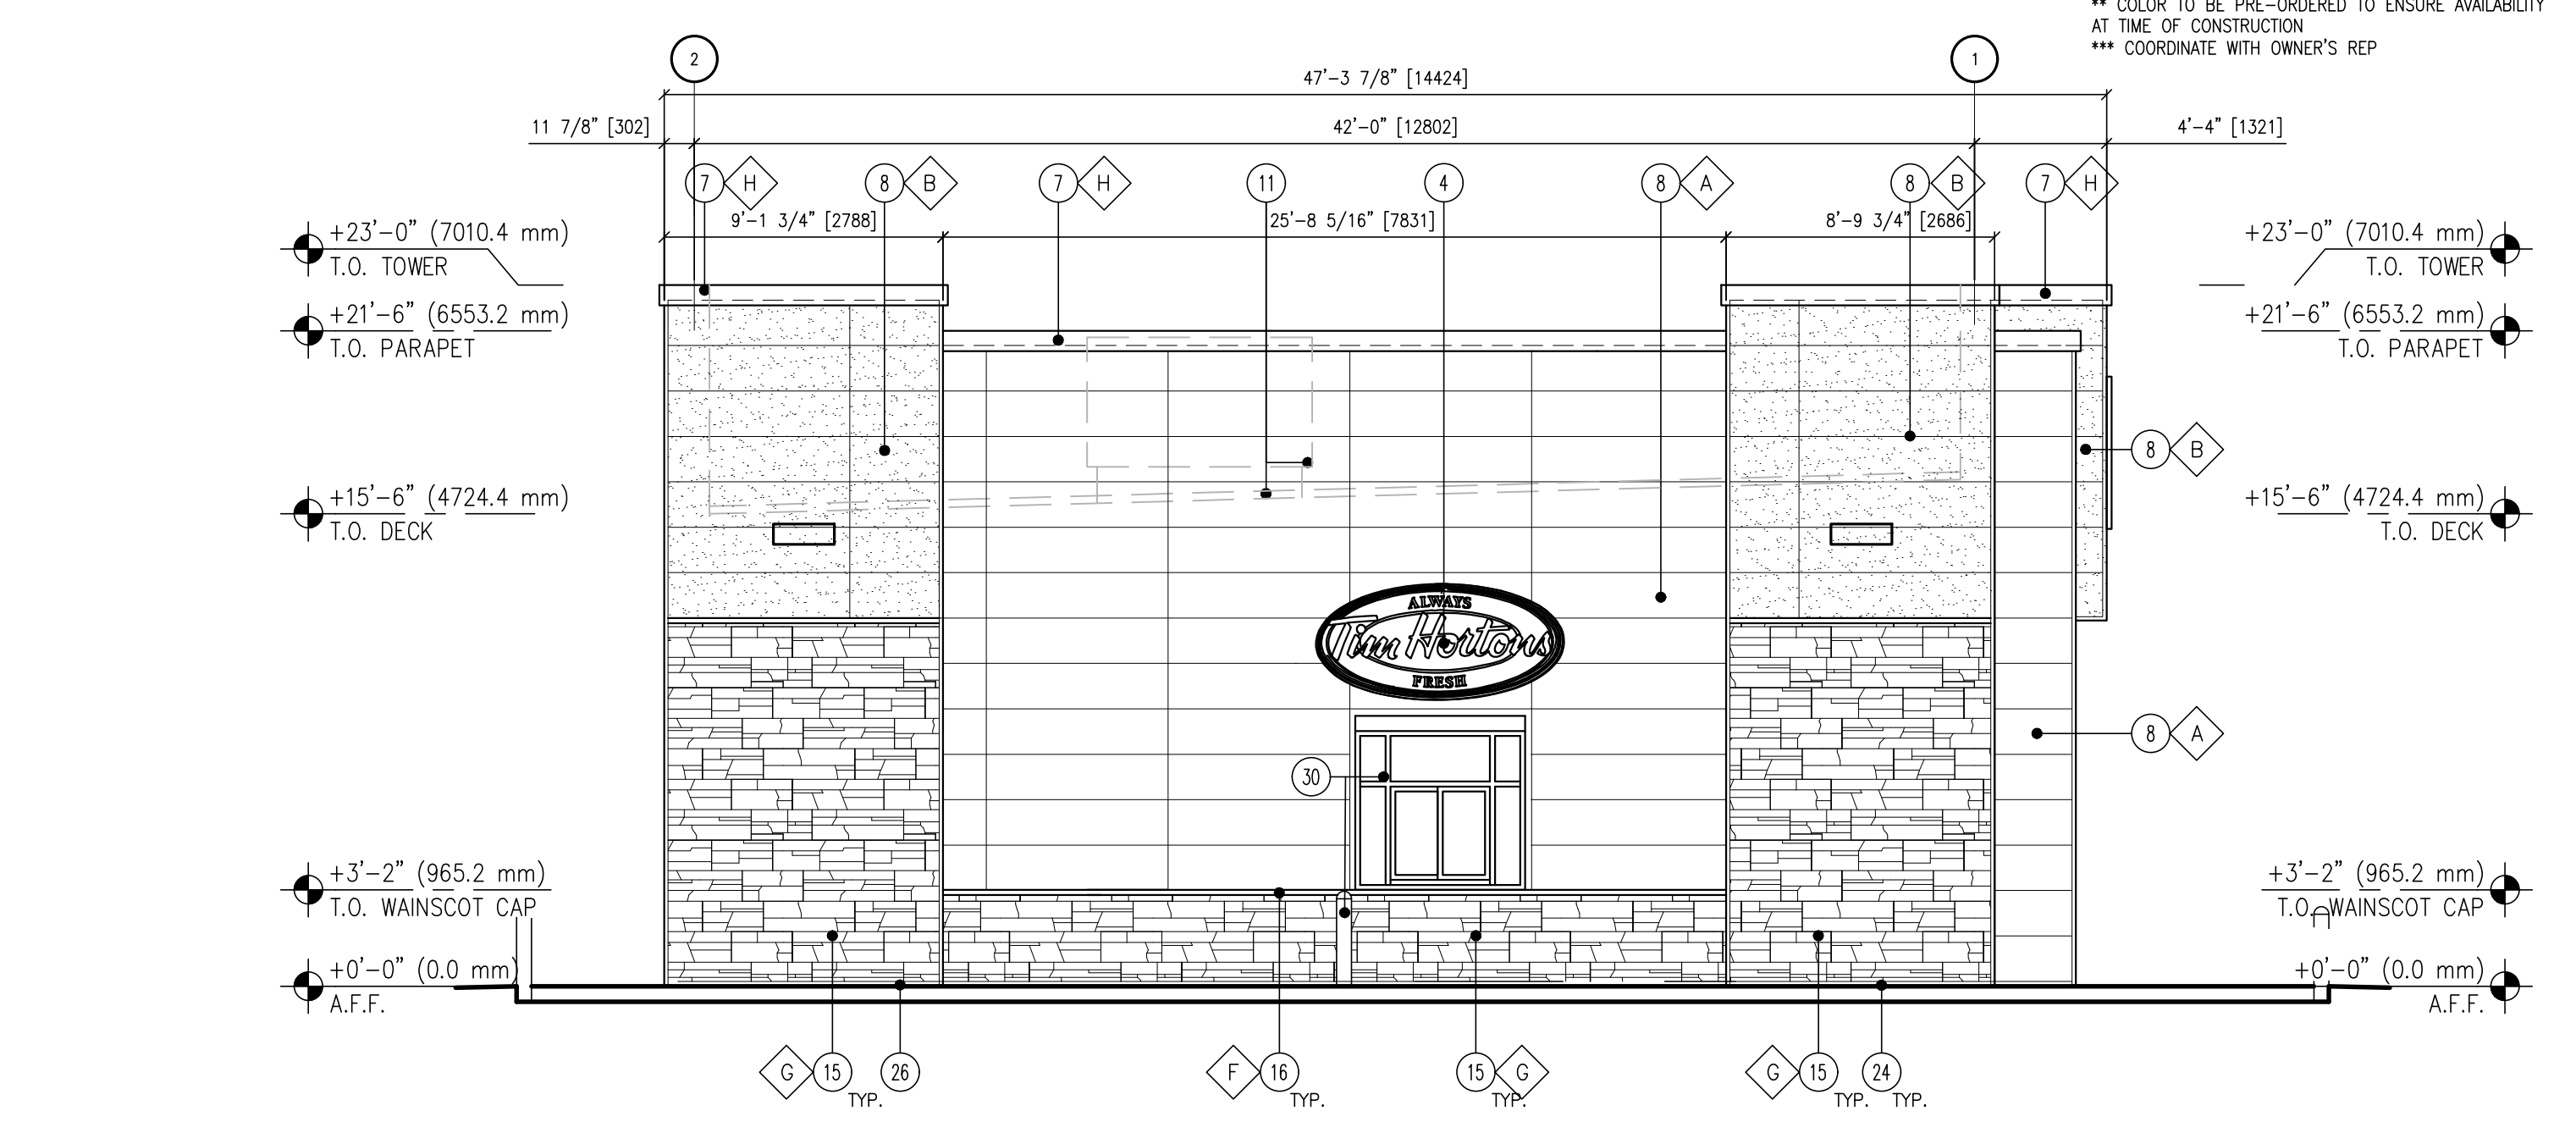 ** COLOR TO BE PRE-ORDERED TO ENSURE AVAILABILITY
AT TIME OF CONSTRUCTION
*** COORDINATE WITH OWNER'S REP
2
1
47'-3 7/8" [14424]
11 7/8" [302]
42'-0" [12802]
4'-4" [1321]
7 H
8 B
7 H
11
4
8 A
8 B
7 H
9'-1 3/4" [2788]
25'-8 5/16" [7831]
8'-9 3/4" [2686]
+23'-0" (7010.4 mm)
T.O. TOWER
+23'-0" (7010.4 mm)
T.O. TOWER
+21'-6" (6553.2 mm)
T.O. PARAPET
+21'-6" (6553.2 mm)
T.O. PARAPET
8 B
+15'-6" (4724.4 mm)
T.O. DECK
+15'-6" (4724.4 mm)
T.O. DECK
ALWAYS
Tim Hortons
FRESH
8 A
30
+3'-2" (965.2 mm)
T.O. WAINSCOT CAP
+3'-2" (965.2 mm)
T.O. WAINSCOT CAP
+0'-0" (0.0 mm)
A.F.F.
+0'-0" (0.0 mm)
A.F.F.
G 15
TYP.
26
F 16
TYP.
15 G
TYP.
G 15
TYP.
24
TYP.